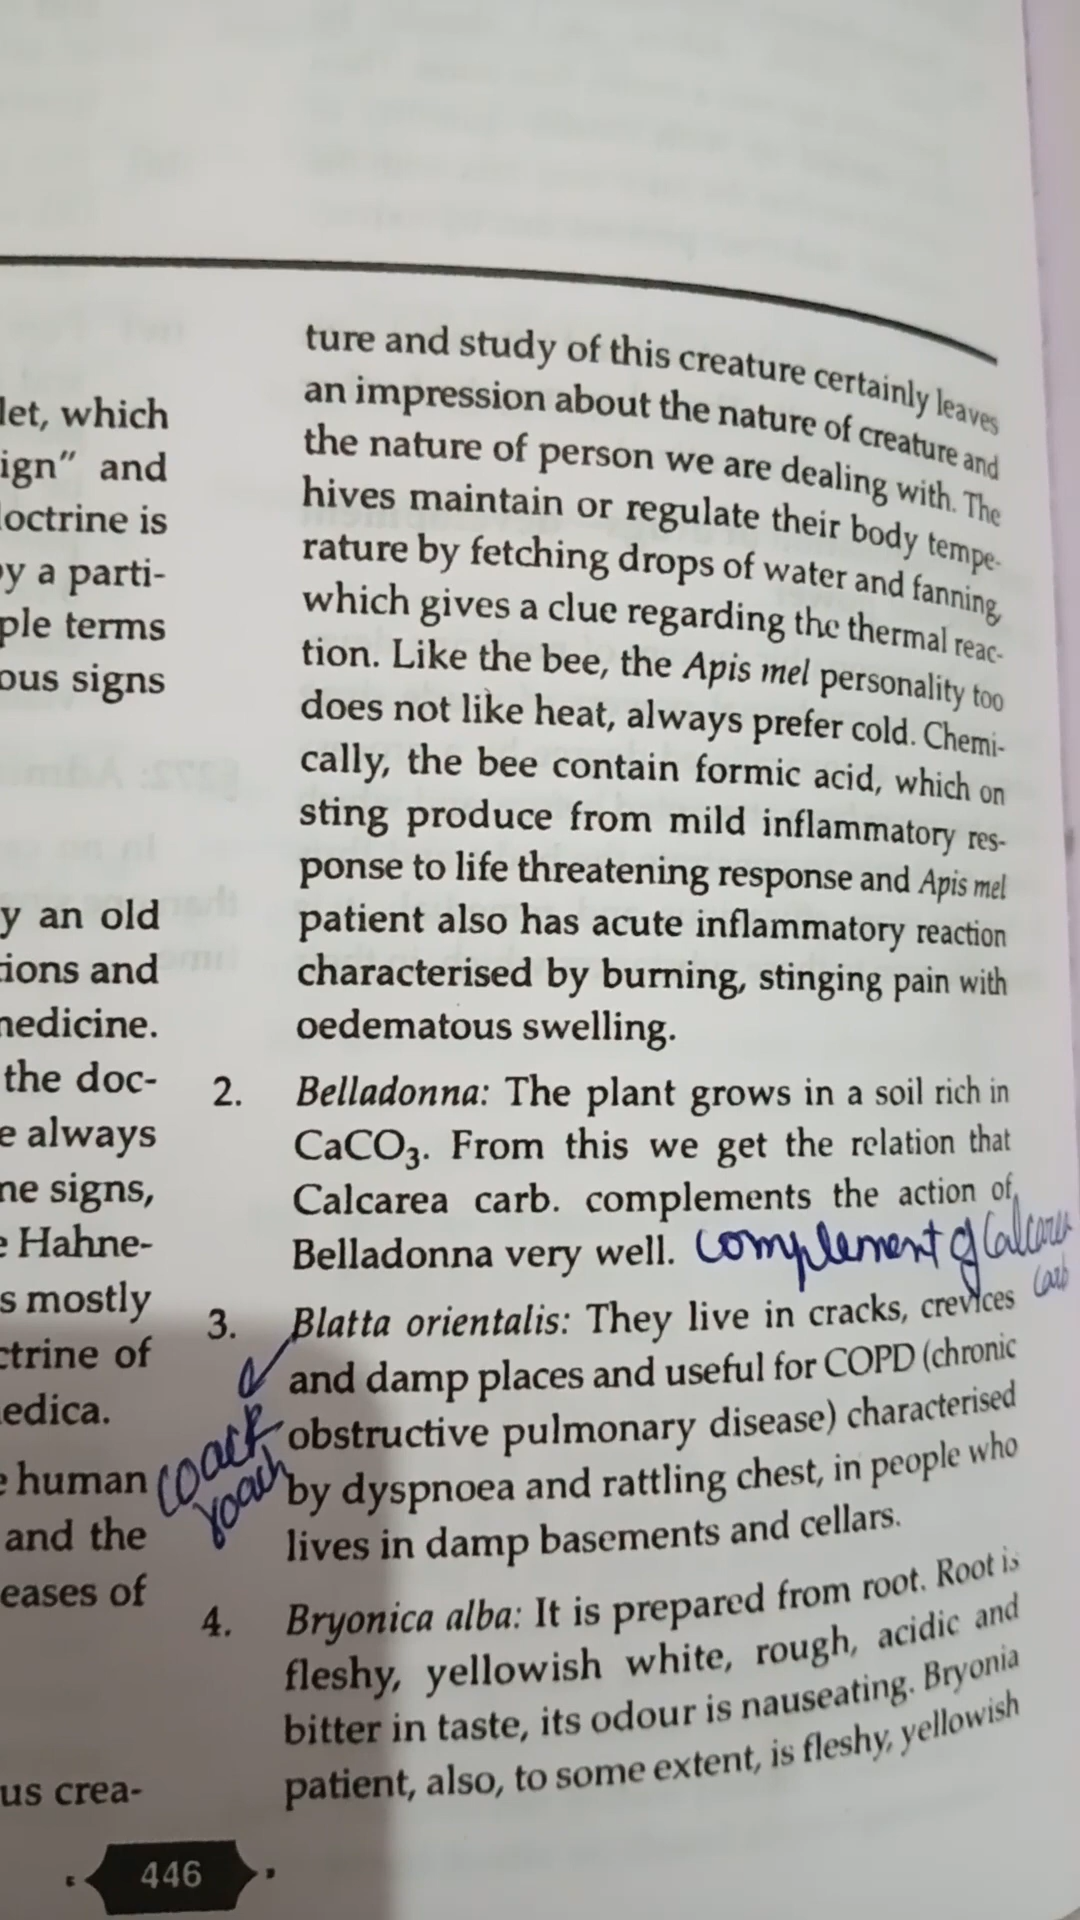 let, which
ign" and
octrine is
y a parti-
ple terms
ous signs
y an old
ions and
nedicine.
the doc-
e always
ne signs,
e Hahne-
s mostly
ctrine of
edica.
e human
and the
eases of
us crea-
ture and study of this creature certainly leaves
an impression about the nature of creature and
the nature of person we are dealing with. The
hives maintain or regulate their body tempe-
rature by fetching drops of water and fanning,
which gives a clue regarding the thermal reac-
tion. Like the bee, the Apis mel personality too
does not like heat, always prefer cold. Chemi-
cally, the bee contain formic acid, which on
sting produce from mild inflammatory res-
ponse to life threatening response and Apis mel
patient also has acute inflammatory reaction
characterised by burning, stinging pain with
oedematous swelling.
2. Belladonna: The plant grows in a soil rich in
CaCO₃. From this we get the relation that
Calcarea carb. complements the action of
Belladonna very well. complement of Calcarea
Carb
3. Blatta orientalis: They live in cracks, crevices
and damp places and useful for COPD (chronic
obstructive pulmonary disease) characterised
by dyspnoea and rattling chest, in people who
lives in damp basements and cellars.
coack
roach
4. Bryonica alba: It is prepared from root. Root is
fleshy, yellowish white, rough, acidic and
bitter in taste, its odour is nauseating. Bryonia
patient, also, to some extent, is fleshy, yellowish
446